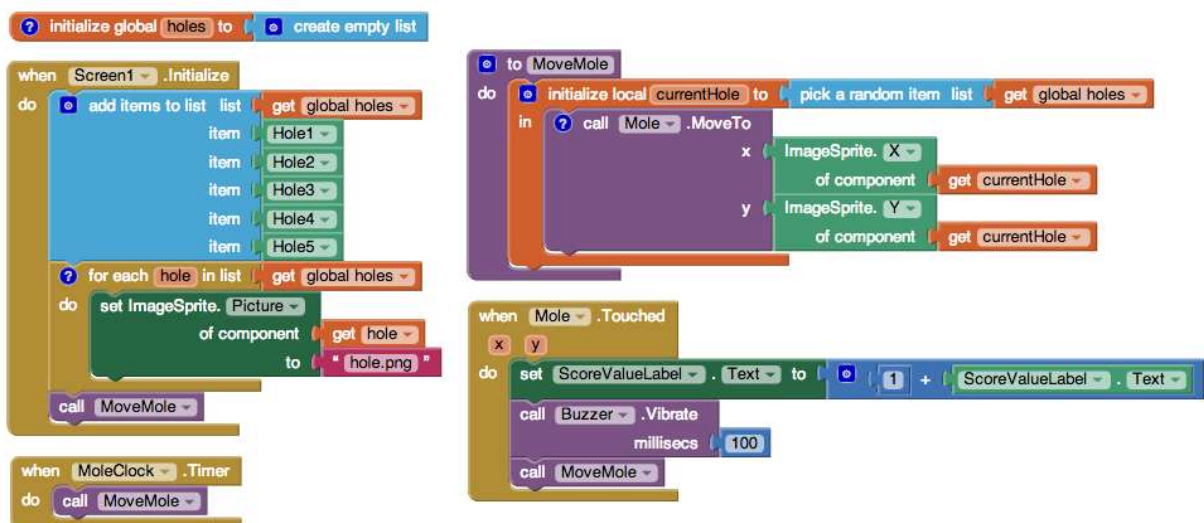 ? initialize global holes to create empty list
when Screen1 .Initialize
do add items to list list get global holes
item Hole1
item Hole2
item Hole3
item Hole4
item Hole5
? for each hole in list get global holes
do set ImageSprite. Picture
of component get hole
to " hole.png "
call MoveMole
when MoleClock .Timer
do call MoveMole
to MoveMole
do initialize local currentHole to pick a random item list get global holes
in ? call Mole .MoveTo
x ImageSprite. X
of component get currentHole
y ImageSprite. Y
of component get currentHole
when Mole .Touched
x y
do set ScoreValueLabel . Text to 1 + ScoreValueLabel . Text
call Buzzer .Vibrate
millisecs 100
call MoveMole